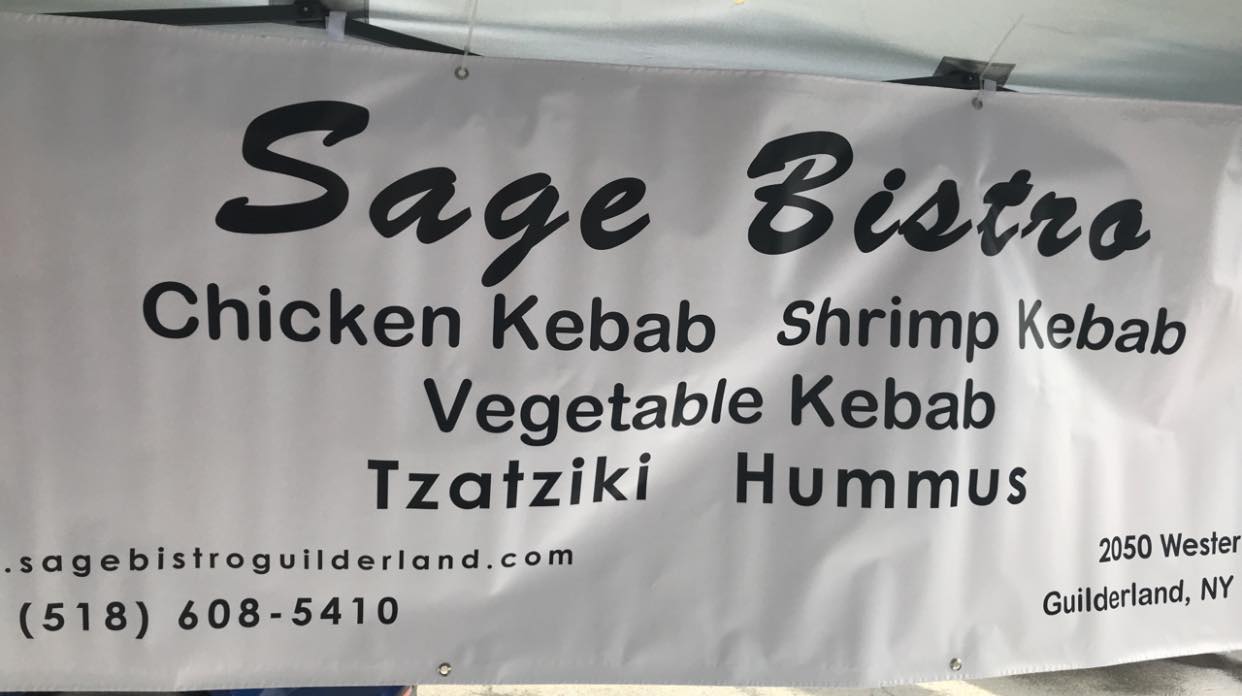 Sage Bistro
Chicken Kebab Shrimp Kebab
Vegetable Kebab
Tzatziki Hummus
.sagebistroguilderland.com
(518) 608-5410
2050 Wester
Guilderland, NY